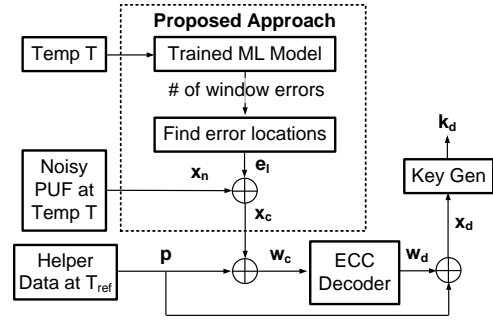 Proposed Approach
Temp T
Trained ML Model
# of window errors
Find error locations
k_d
Noisy
PUF at
Temp T
x_n
e_l
Key Gen
x_c
x_d
Helper
Data at T_ref
p
w_c
ECC
Decoder
w_d